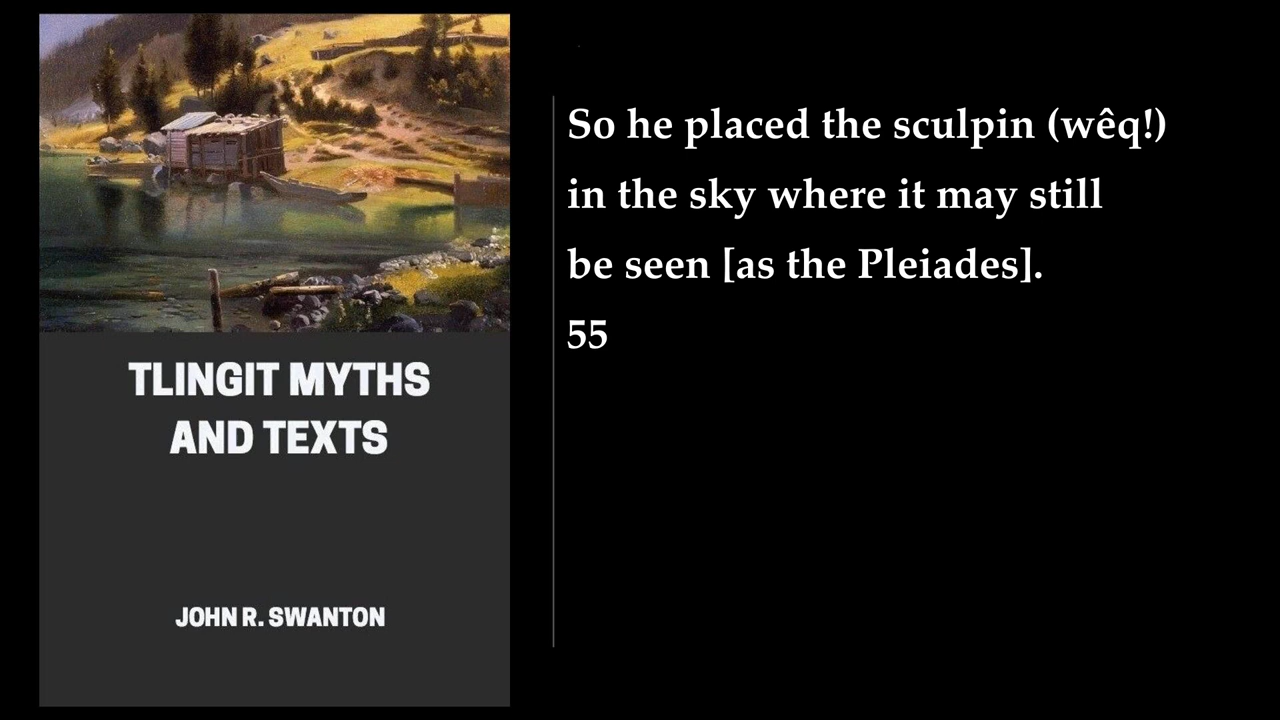 TLINGIT MYTHS
AND TEXTS
JOHN R. SWANTON
So he placed the sculpin (wêq!)
in the sky where it may still
be seen [as the Pleiades].
55